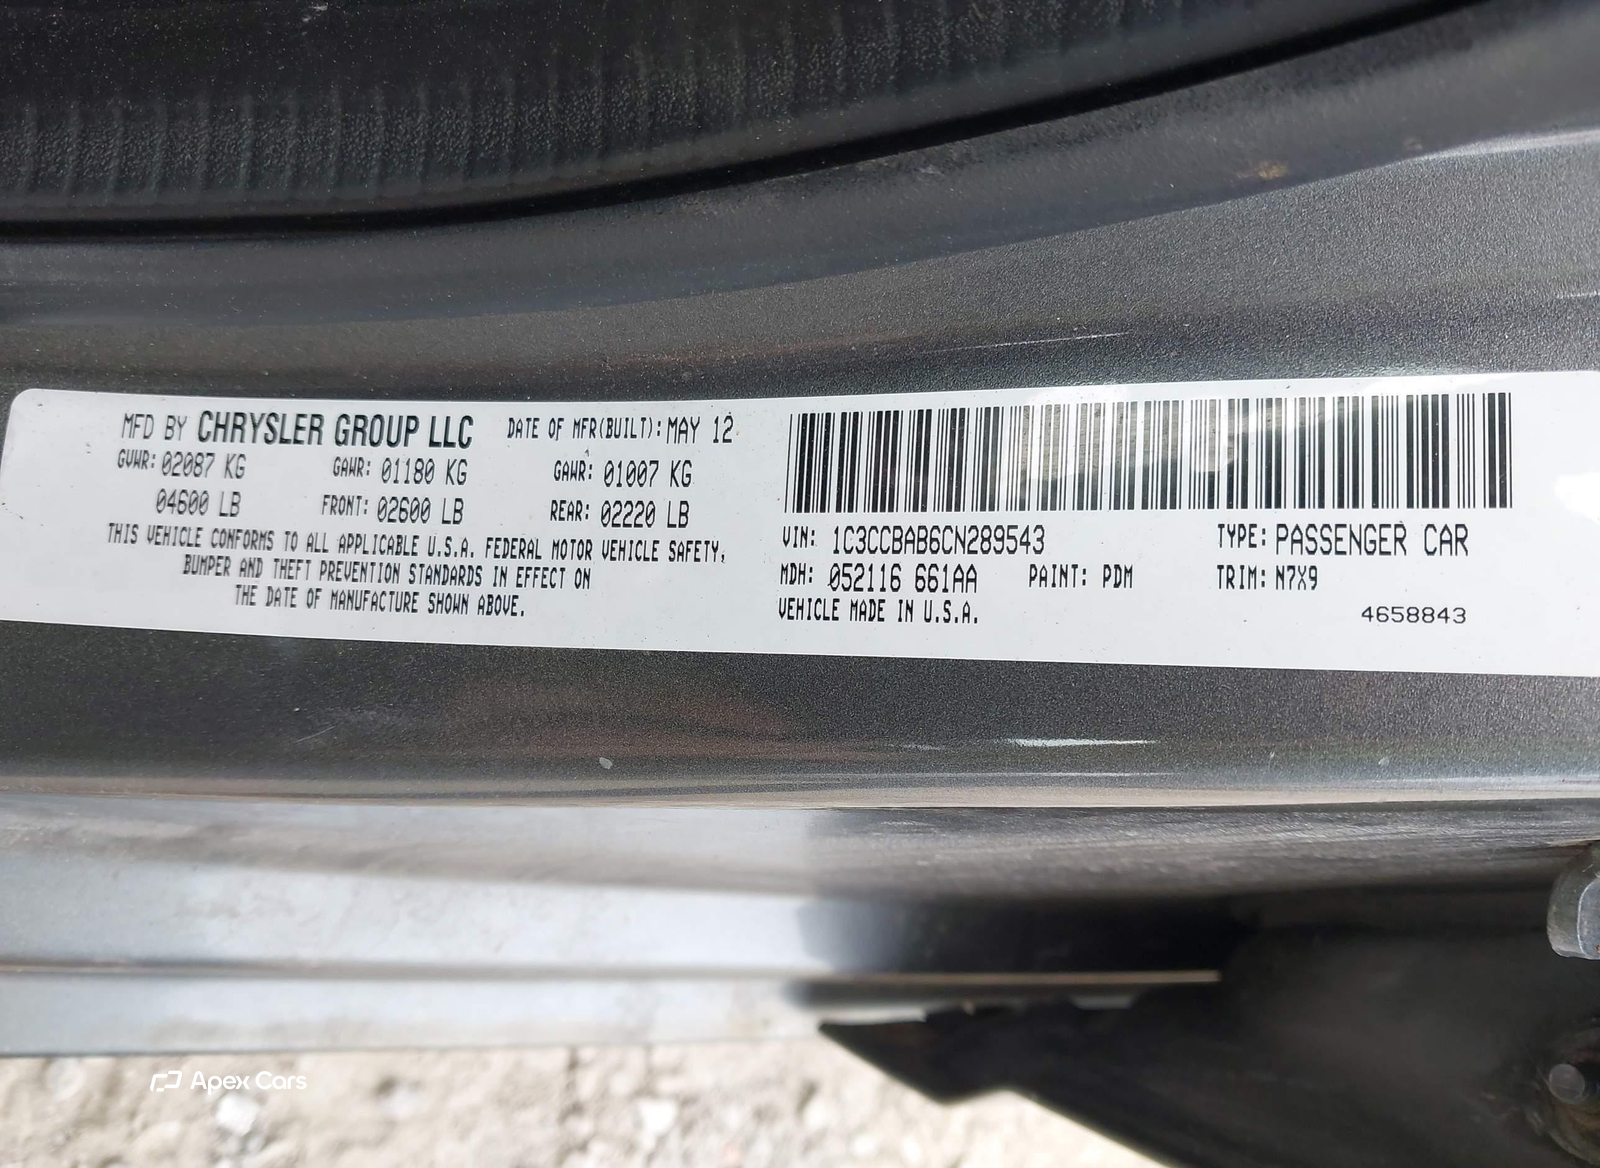 MFD BY CHRYSLER GROUP LLC DATE OF MFR(BUILT): MAY 12
GVWR: 02087 KG GAWR: 01180 KG GAWR: 01007 KG
04600 LB FRONT: 02600 LB REAR: 02220 LB
THIS VEHICLE CONFORMS TO ALL APPLICABLE U.S.A. FEDERAL MOTOR VEHICLE SAFETY,
BUMPER AND THEFT PREVENTION STANDARDS IN EFFECT ON
THE DATE OF MANUFACTURE SHOWN ABOVE.
VIN: 1C3CCBAB6CN289543 TYPE: PASSENGER CAR
MDH: 052116 661AA PAINT: PDM TRIM: N7X9
VEHICLE MADE IN U.S.A.
4658843
Apex Cars